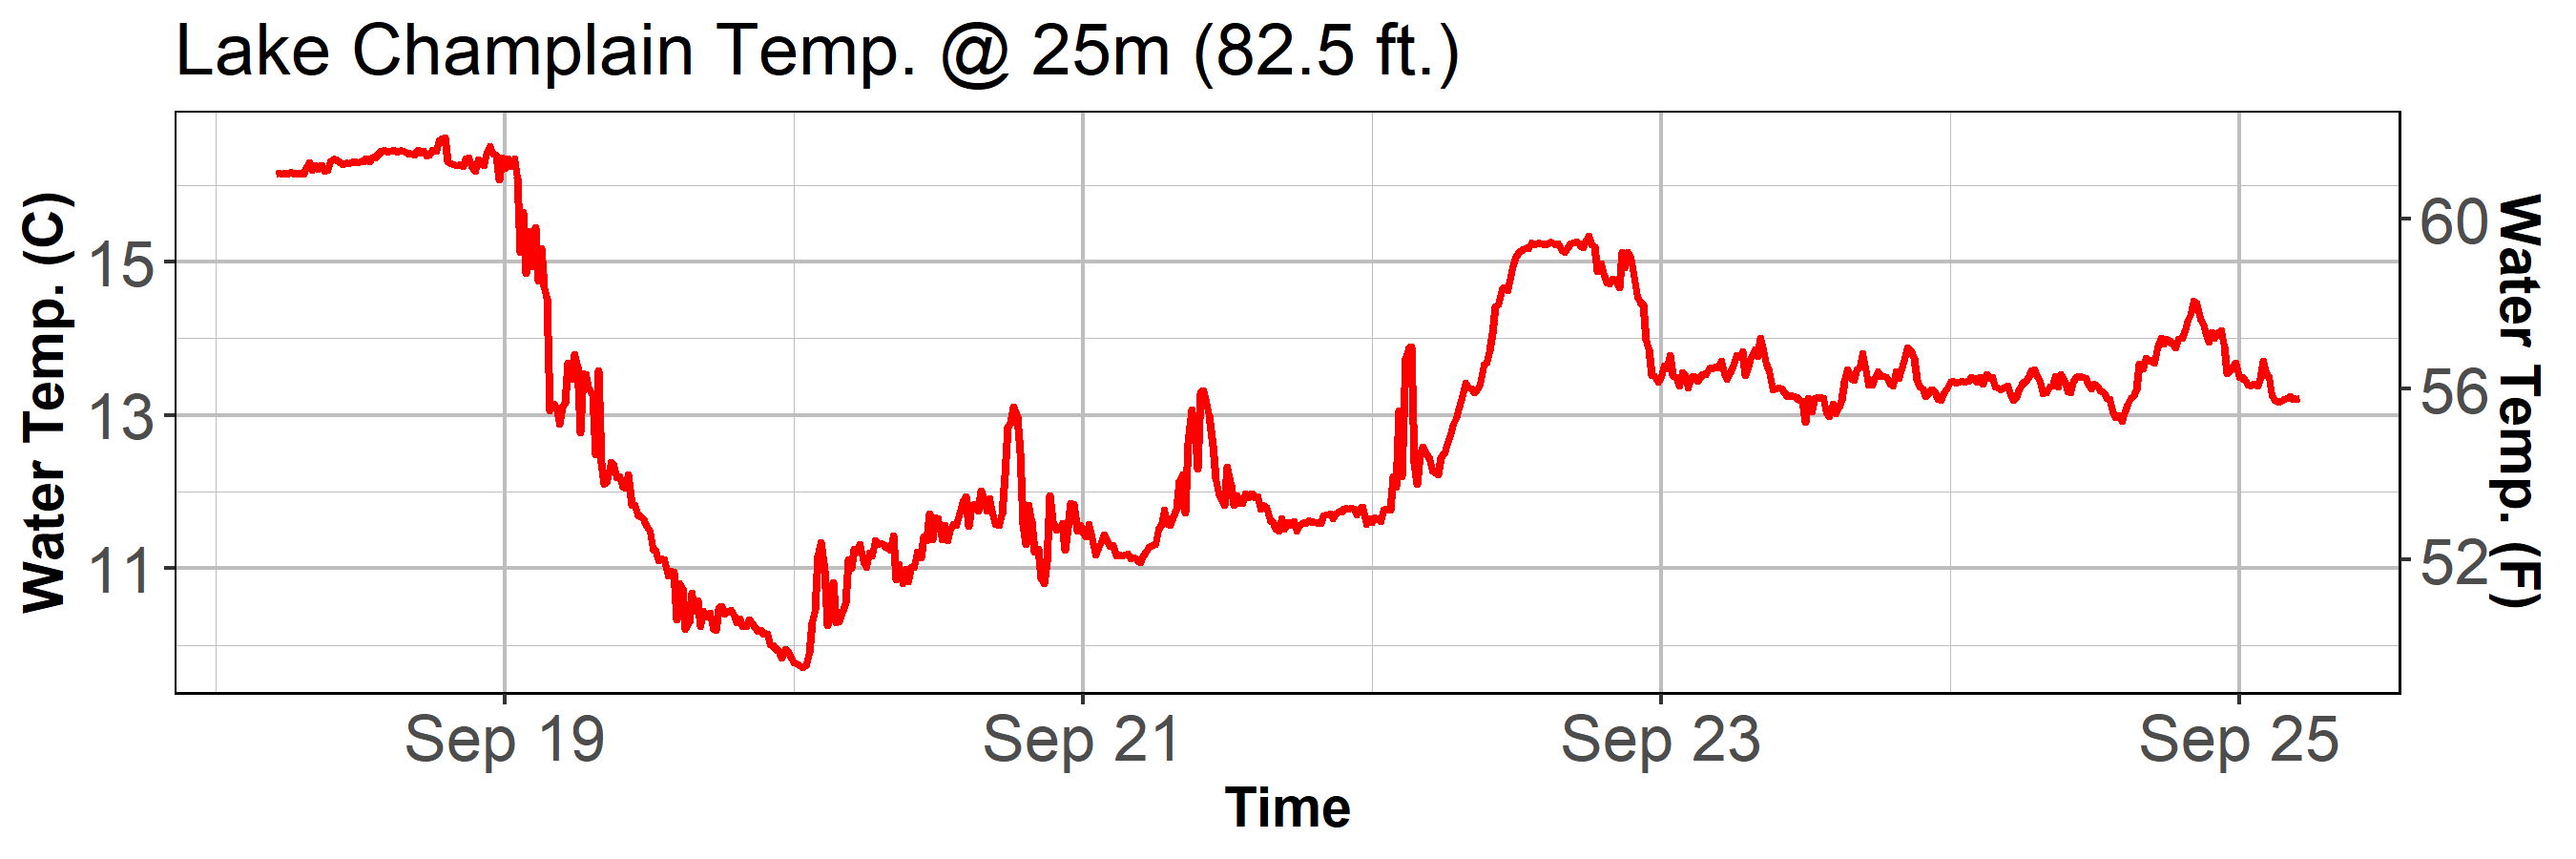 Lake Champlain Temp. @ 25m (82.5 ft.)
Water Temp. (C)
15
13
11
60
56
52
Water Temp. (F)
Sep 19
Sep 21
Sep 23
Sep 25
Time